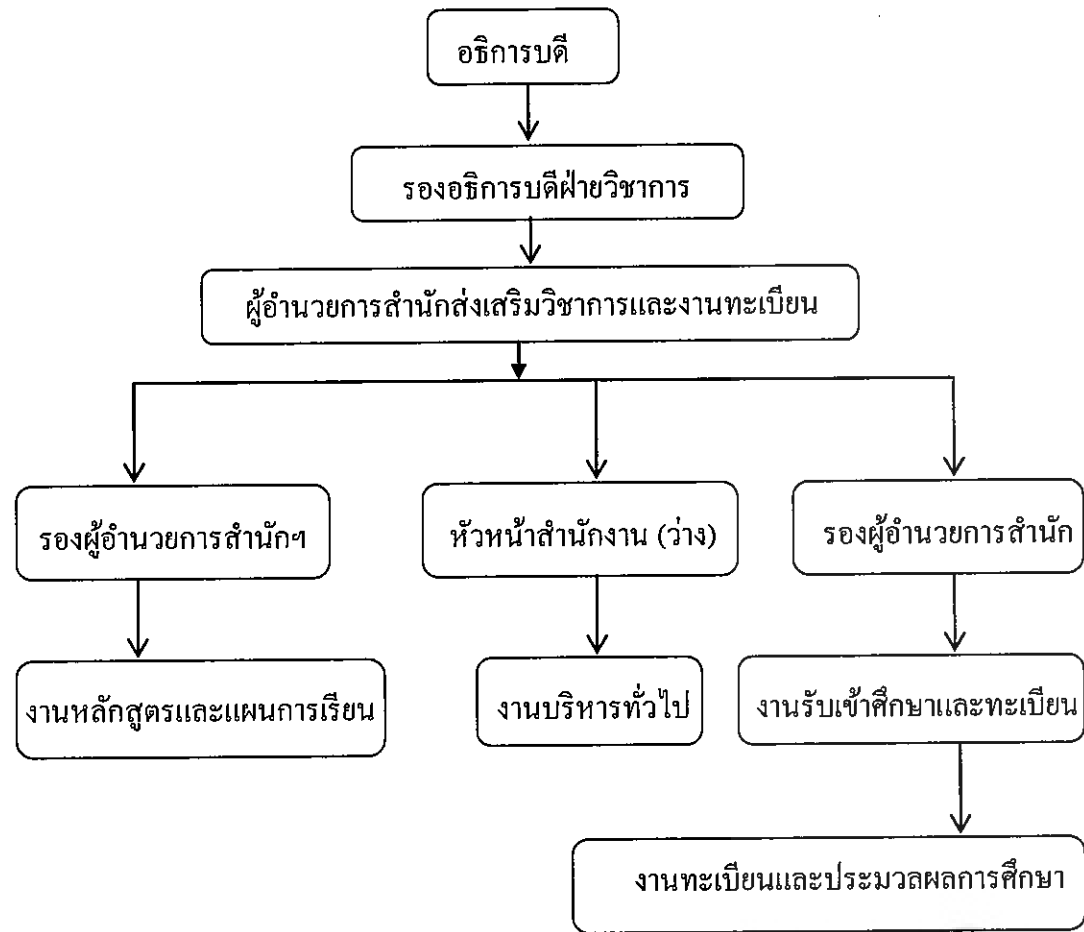 อธิการบดี
รองอธิการบดีฝ่ายวิชาการ
ผู้อำนวยการสำนักส่งเสริมวิชาการและงานทะเบียน
รองผู้อำนวยการสำนักฯ
หัวหน้าสำนักงาน (ว่าง)
รองผู้อำนวยการสำนัก
งานหลักสูตรและแผนการเรียน
งานบริหารทั่วไป
งานรับเข้าศึกษาและทะเบียน
งานทะเบียนและประมวลผลการศึกษา